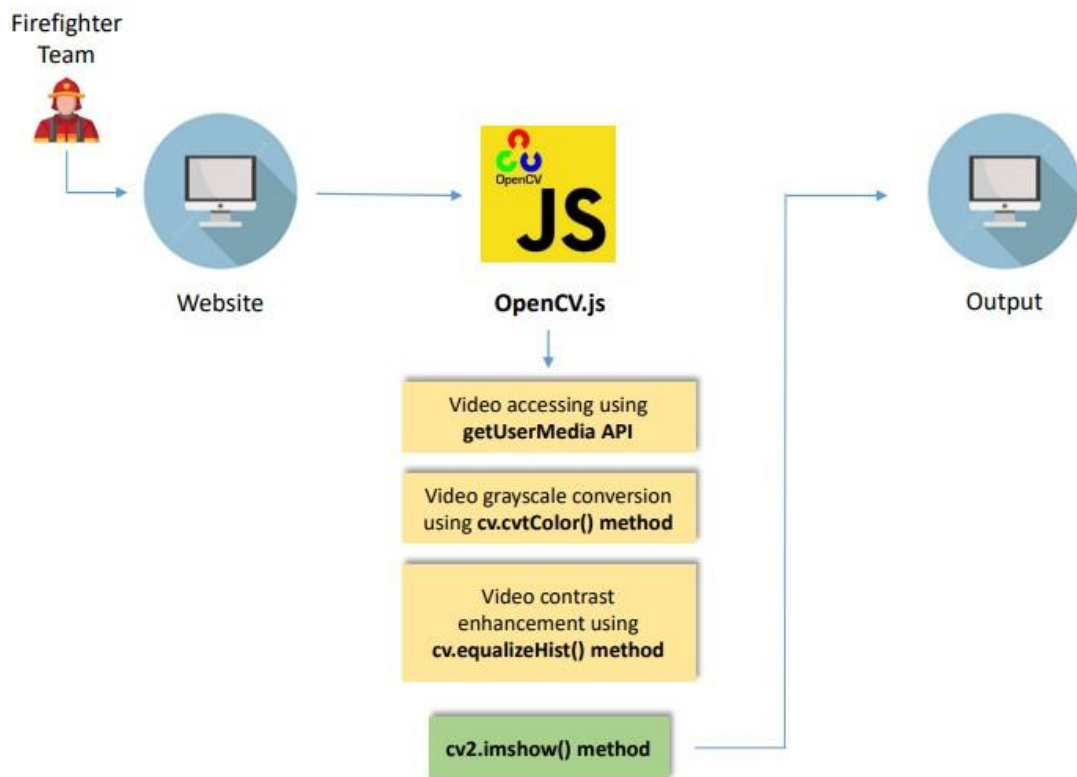 Firefighter
Team
Website
OpenCV
JS
OpenCV.js
Output
Video accessing using
getUserMedia API
Video grayscale conversion
using cv.cvtColor() method
Video contrast
enhancement using
cv.equalizeHist() method
cv2.imshow() method